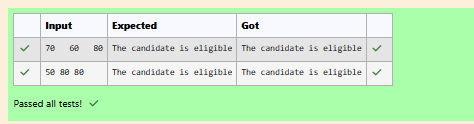 Input Expected Got
70 60 80 The candidate is eligible The candidate is eligible
50 80 80 The candidate is eligible The candidate is eligible
Passed all tests! ✓